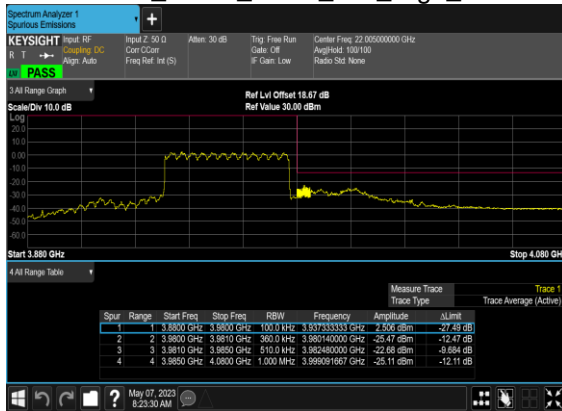 Spectrum Analyzer 1
Spurious Emissions
KEYSIGHT Input: RF Input Z: 50 Ω Atten: 30 dB Trig: Free Run Center Freq: 22.005000000 GHz
R T Coupling: DC Corr CCorr Gate: Off Avg|Hold: 100/100
Align: Auto Freq Ref: Int (S) IF Gain: Low Radio Std: None
PASS
3 All Range Graph
Ref Lvl Offset 18.67 dB
Scale/Div 10.0 dB Ref Value 30.00 dBm
Log
20.0
10.0
0.00
-10.0
-20.0
-30.0
-40.0
-50.0
-60.0
Start 3.880 GHz Stop 4.080 GH
4 All Range Table
Measure Trace Trace 1
Trace Type Trace Average (Active)
Spur Range Start Freq Stop Freq RBW Frequency Amplitude ΔLimit
1 1 3.8800 GHz 3.9800 GHz 100.0 kHz 3.937333333 GHz 2.506 dBm -27.49 dB
2 2 3.9800 GHz 3.9810 GHz 360.0 kHz 3.980140000 GHz -25.47 dBm -12.47 dB
3 3 3.9810 GHz 3.9850 GHz 510.0 kHz 3.982480000 GHz -22.68 dBm -9.684 dB
4 4 3.9850 GHz 4.0800 GHz 1.000 MHz 3.999091667 GHz -25.11 dBm -12.11 dB
? May 07, 2023
8:23:30 AM